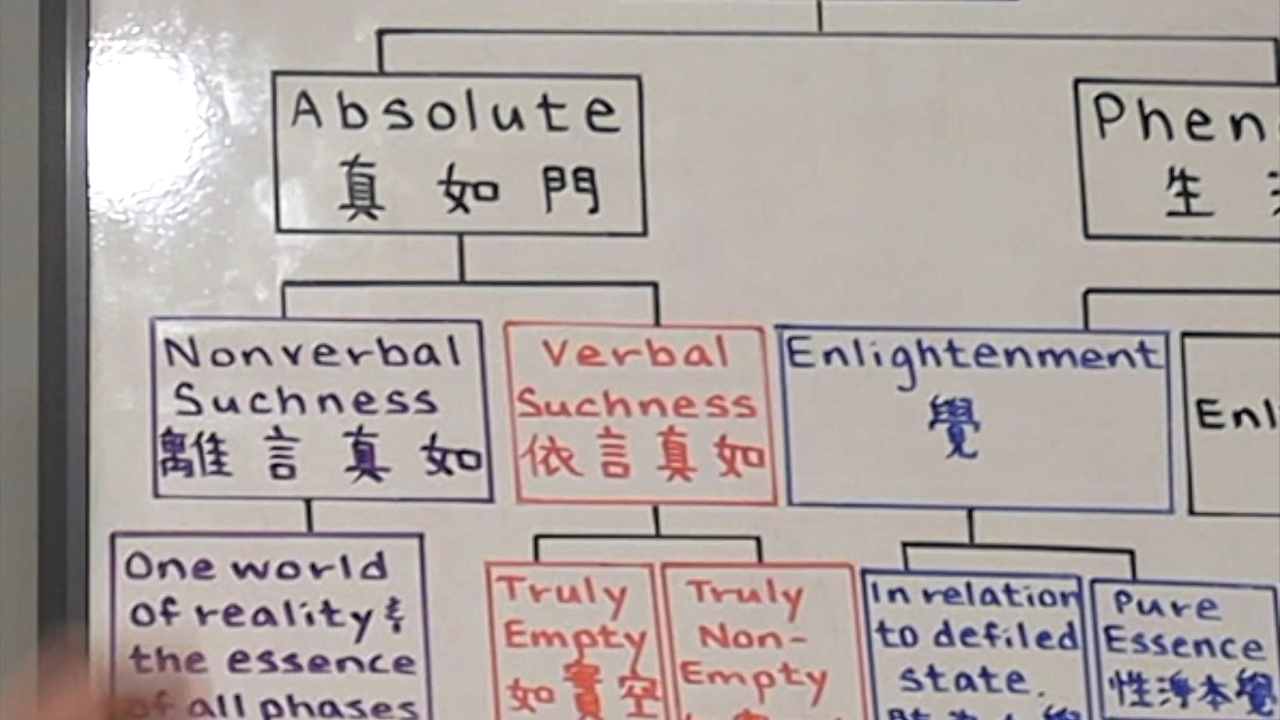 Absolute
真如門
Phen
生
Nonverbal
Suchness
離言真如
Verbal
Suchness
依言真如
Enlightenment
覺
Enl
One world
of reality &
the essence
of all phases
Truly
Empty
如實空
Truly
Non-
Empty
In relation
to defiled
state.
Pure
Essence
性淨本覺